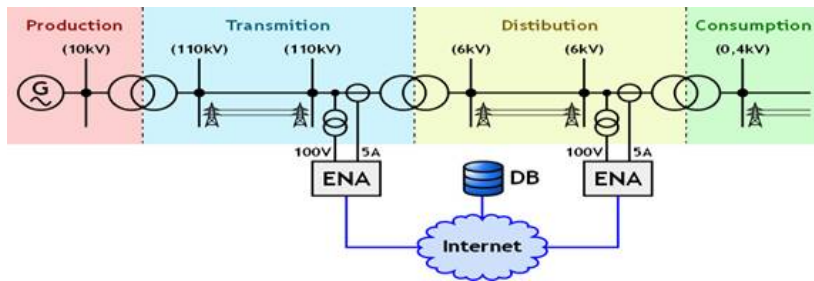 Production Transmition Distibution Consumption
(10kV) (110kV) (110kV) (6kV) (6kV) (0,4kV)
G
100V 5A 100V 5A
ENA DB ENA
Internet